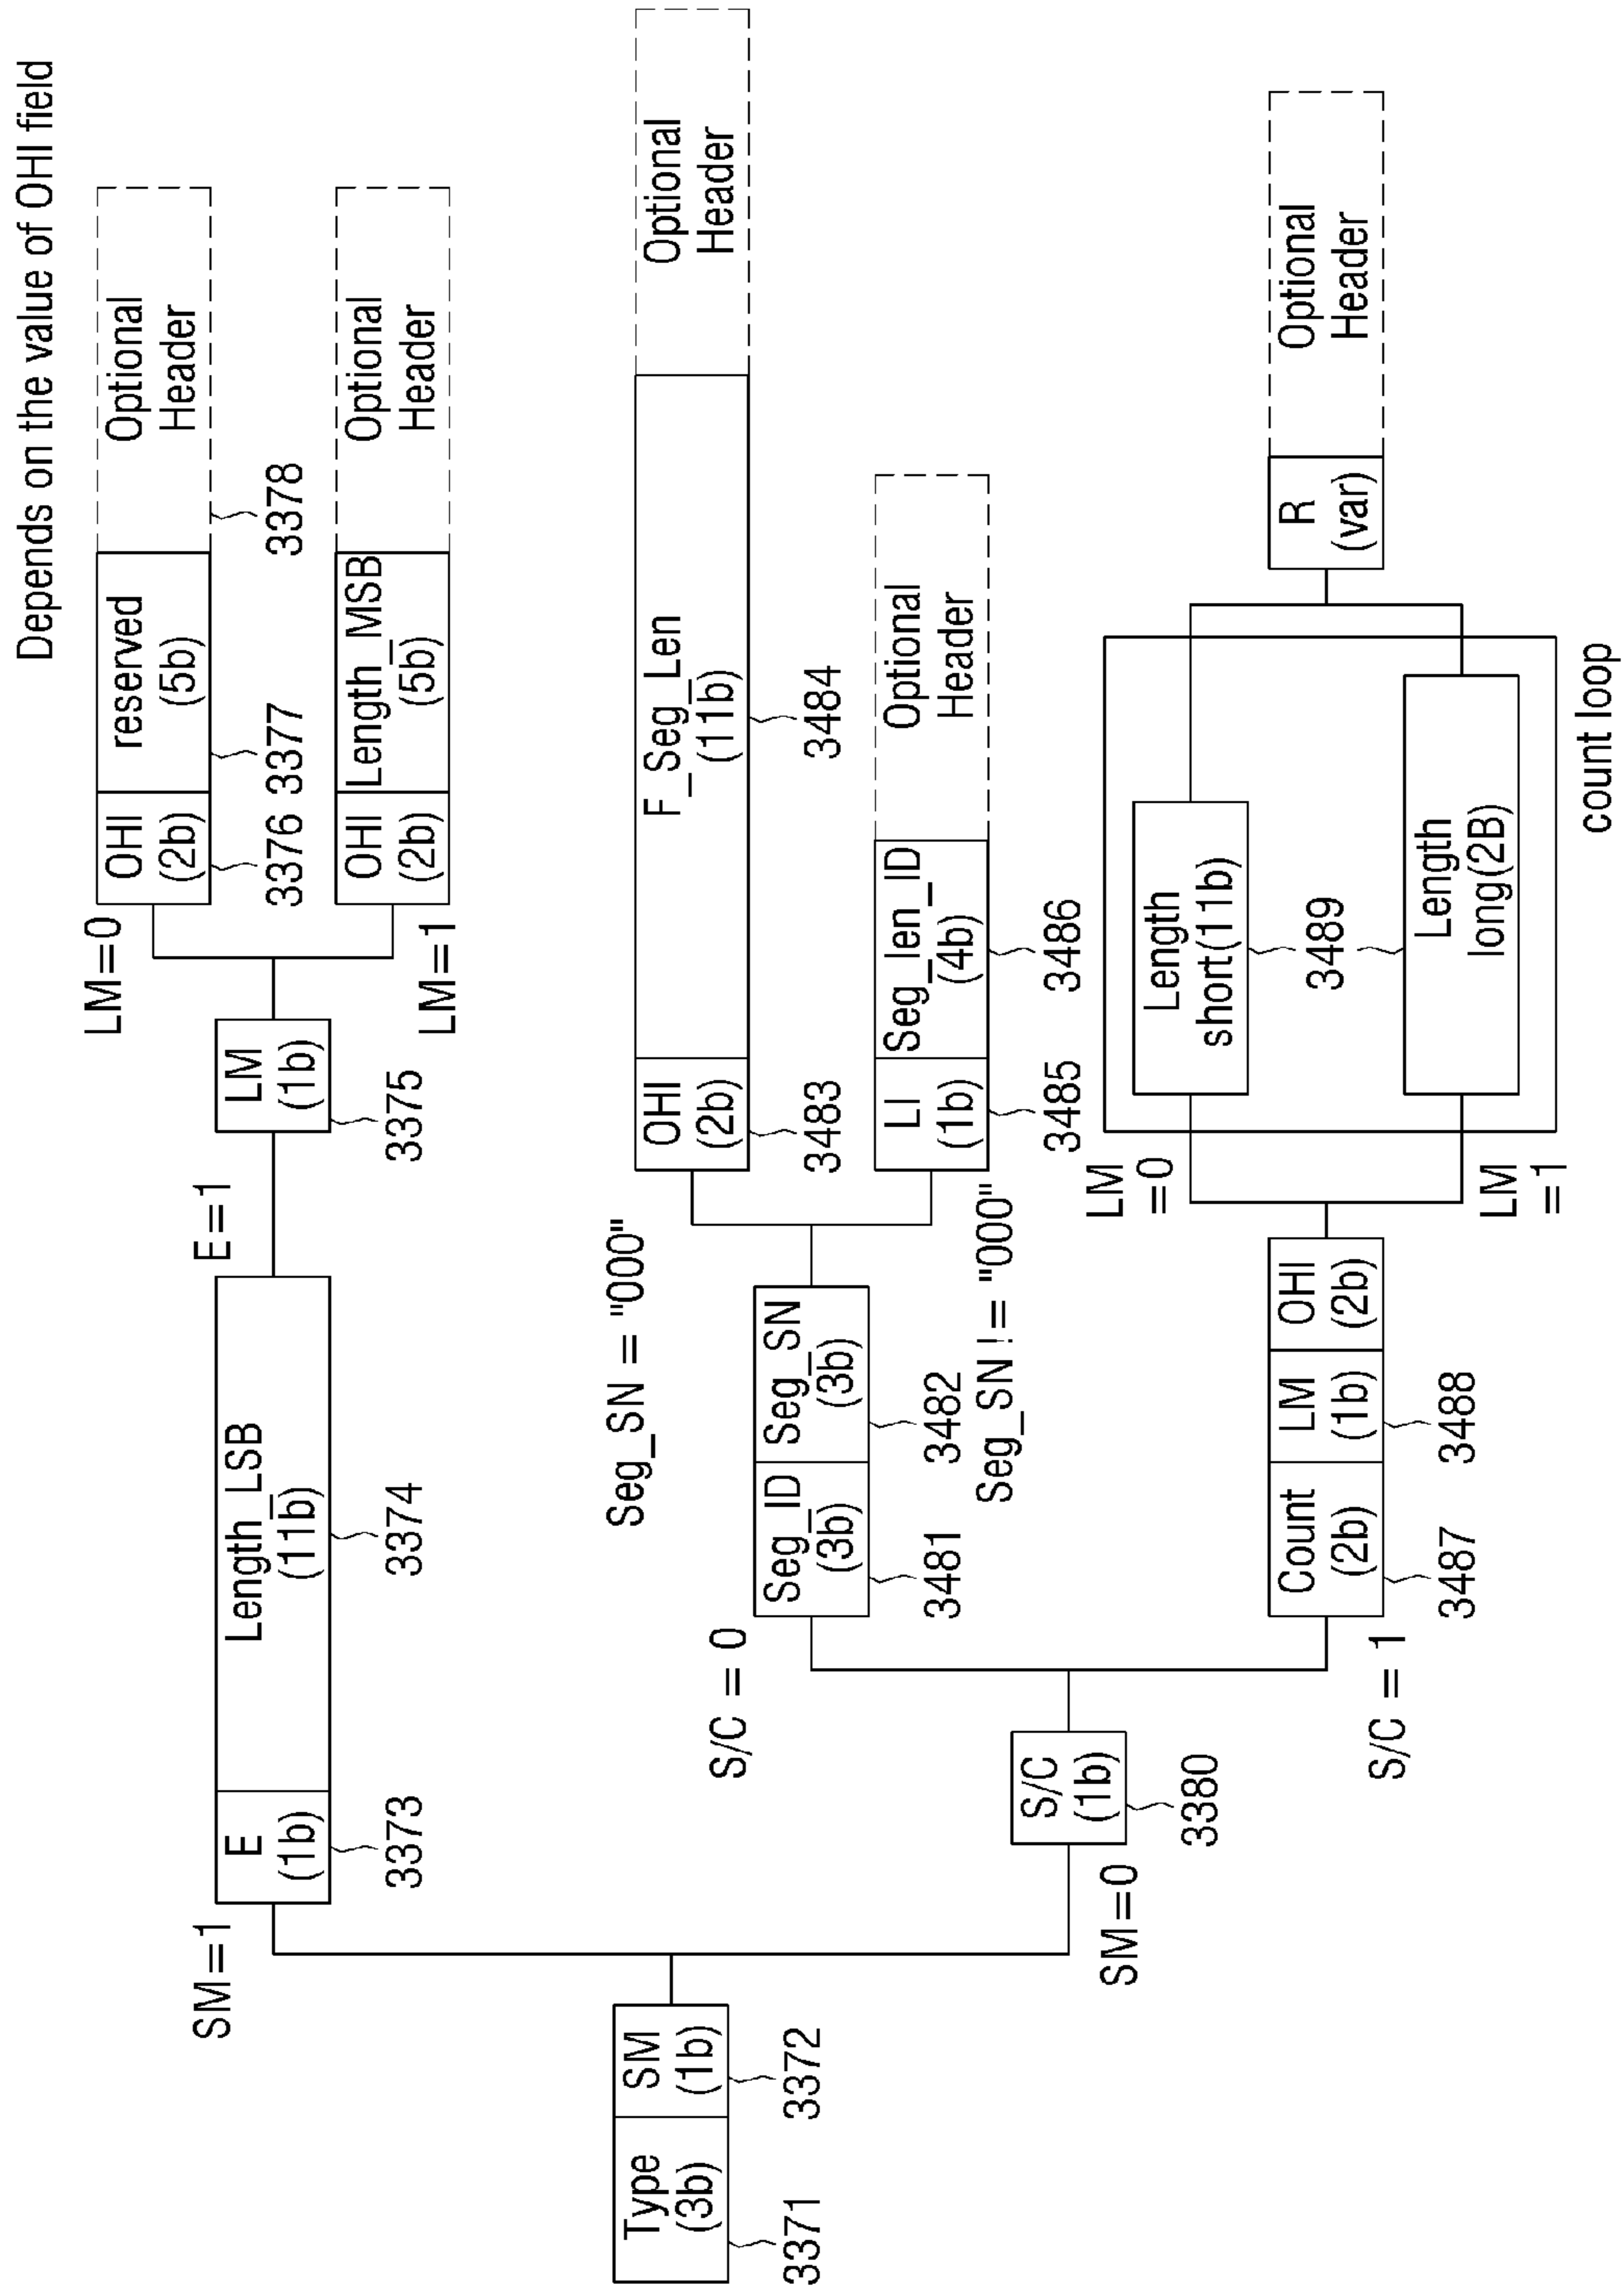 Depends on the value of OHI field
Type
(3b)
3371
SM
(1b)
3372
SM=1
E
(1b)
3373
Length_LSB
(11b)
3374
E=1
LM
(1b)
3375
LM=0
OHI
(2b)
3376
reserved
(5b)
3377
Optional
Header
3378
LM=1
OHI
(2b)
Length_MSB
(5b)
Optional
Header
SM=0
S/C
(1b)
3380
S/C = 0
Seg_ID
(3b)
3481
Seg_SN
(3b)
3482
Seg_SN = "000"
OHI
(2b)
3483
F_Seg_Len
(11b)
3484
Optional
Header
Seg_SN != "000"
LI
(1b)
3485
Seg_len_ID
(4b)
3486
Optional
Header
S/C = 1
Count
(2b)
3487
LM
(1b)
3488
OHI
(2b)
LM
=0
Length
short(11b)
3489
LM
=1
Length
long(2B)
count loop
R
(var)
Optional
Header